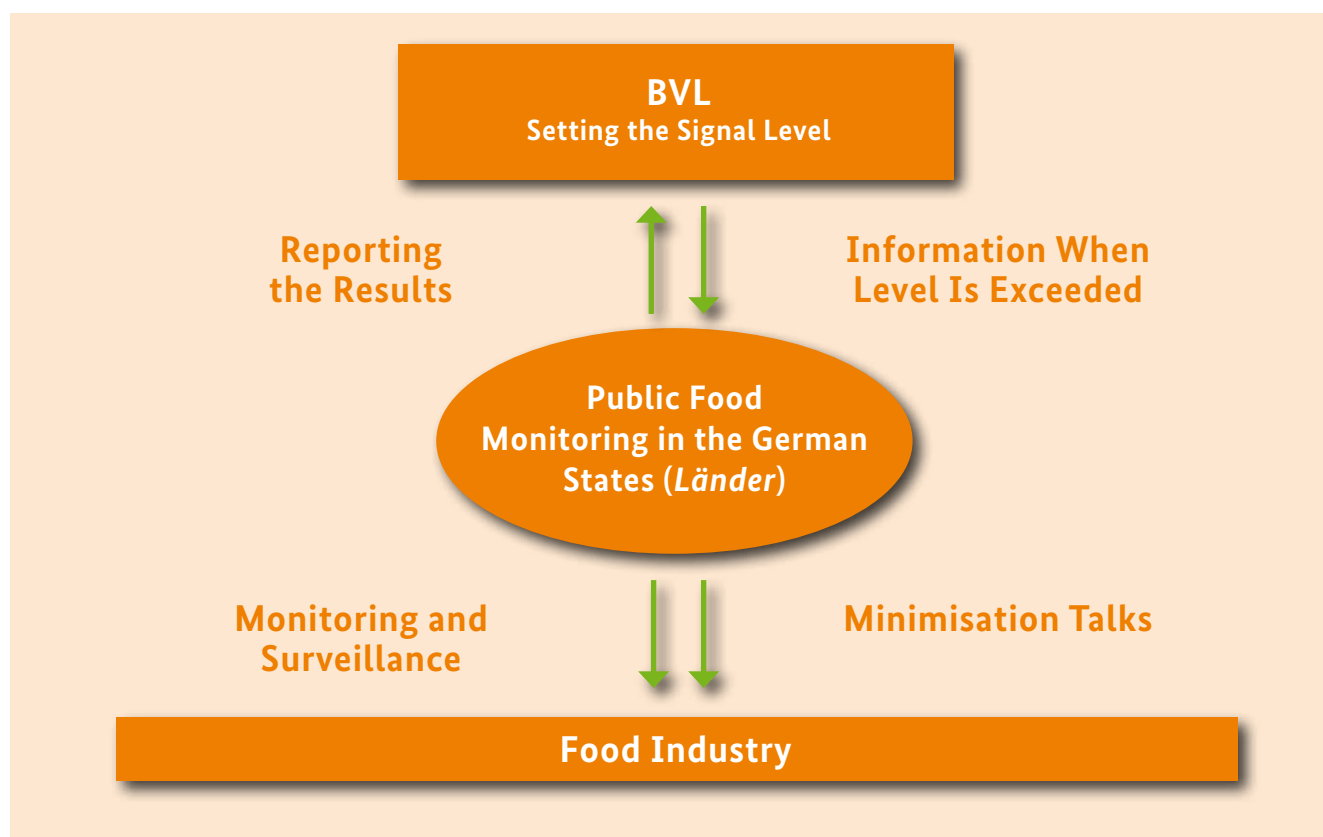 BVL
Setting the Signal Level
Reporting
the Results
Information When
Level Is Exceeded
Public Food
Monitoring in the German
States (Länder)
Monitoring and
Surveillance
Minimisation Talks
Food Industry